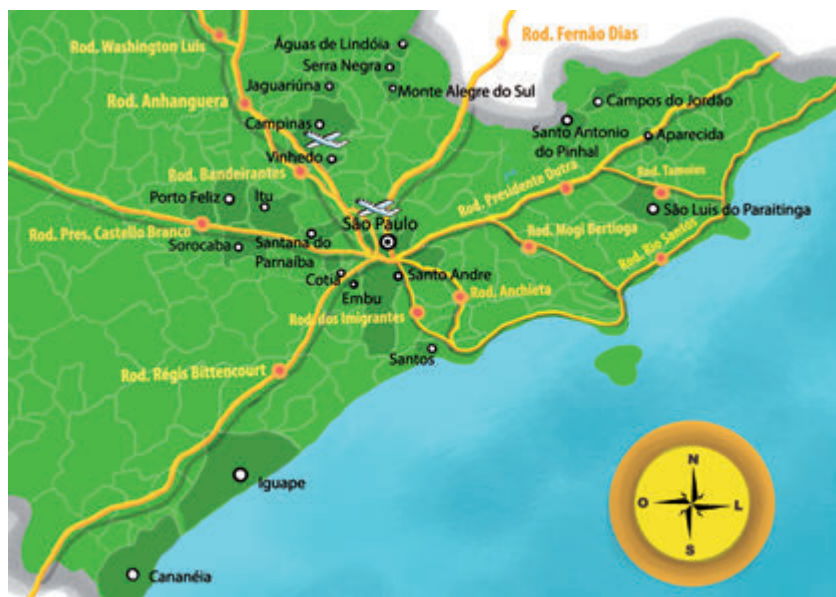 Rod. Washington Luis
Águas de Lindóia
Rod. Fernão Dias
Serra Negra
Jaguariúna
Monte Alegre do Sul
Rod. Anhanguera
Campos do Jordão
Campinas
Santo Antonio
do Pinhal
Aparecida
Vinhedo
Rod. Bandeirantes
Rod. Tamoios
Rod. Presidente Dutra
Porto Feliz
Itu
São Luis do Paraitinga
São Paulo
Rod. Pres. Castello Branco
Sorocaba
Santana do
Parnaíba
Rod. Mogi Bertioga
Rod. Rio Santos
Cotia
Santo Andre
Embu
Rod. Anchieta
Rod. dos Imigrantes
Santos
Rod. Régis Bittencourt
Iguape
Cananéia
N
O
L
S